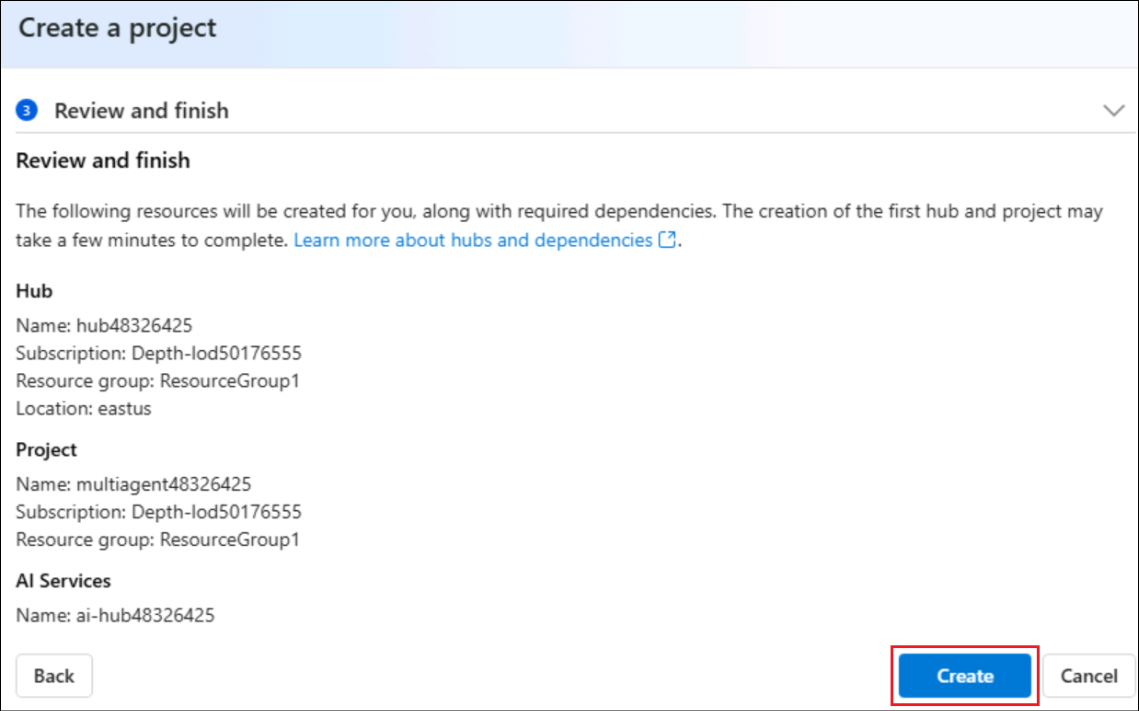 Create a project
3 Review and finish
Review and finish
The following resources will be created for you, along with required dependencies. The creation of the first hub and project may
take a few minutes to complete. Learn more about hubs and dependencies.
Hub
Name: hub48326425
Subscription: Depth-lod50176555
Resource group: ResourceGroup1
Location: eastus
Project
Name: multiagent48326425
Subscription: Depth-lod50176555
Resource group: ResourceGroup1
AI Services
Name: ai-hub48326425
Back Create Cancel